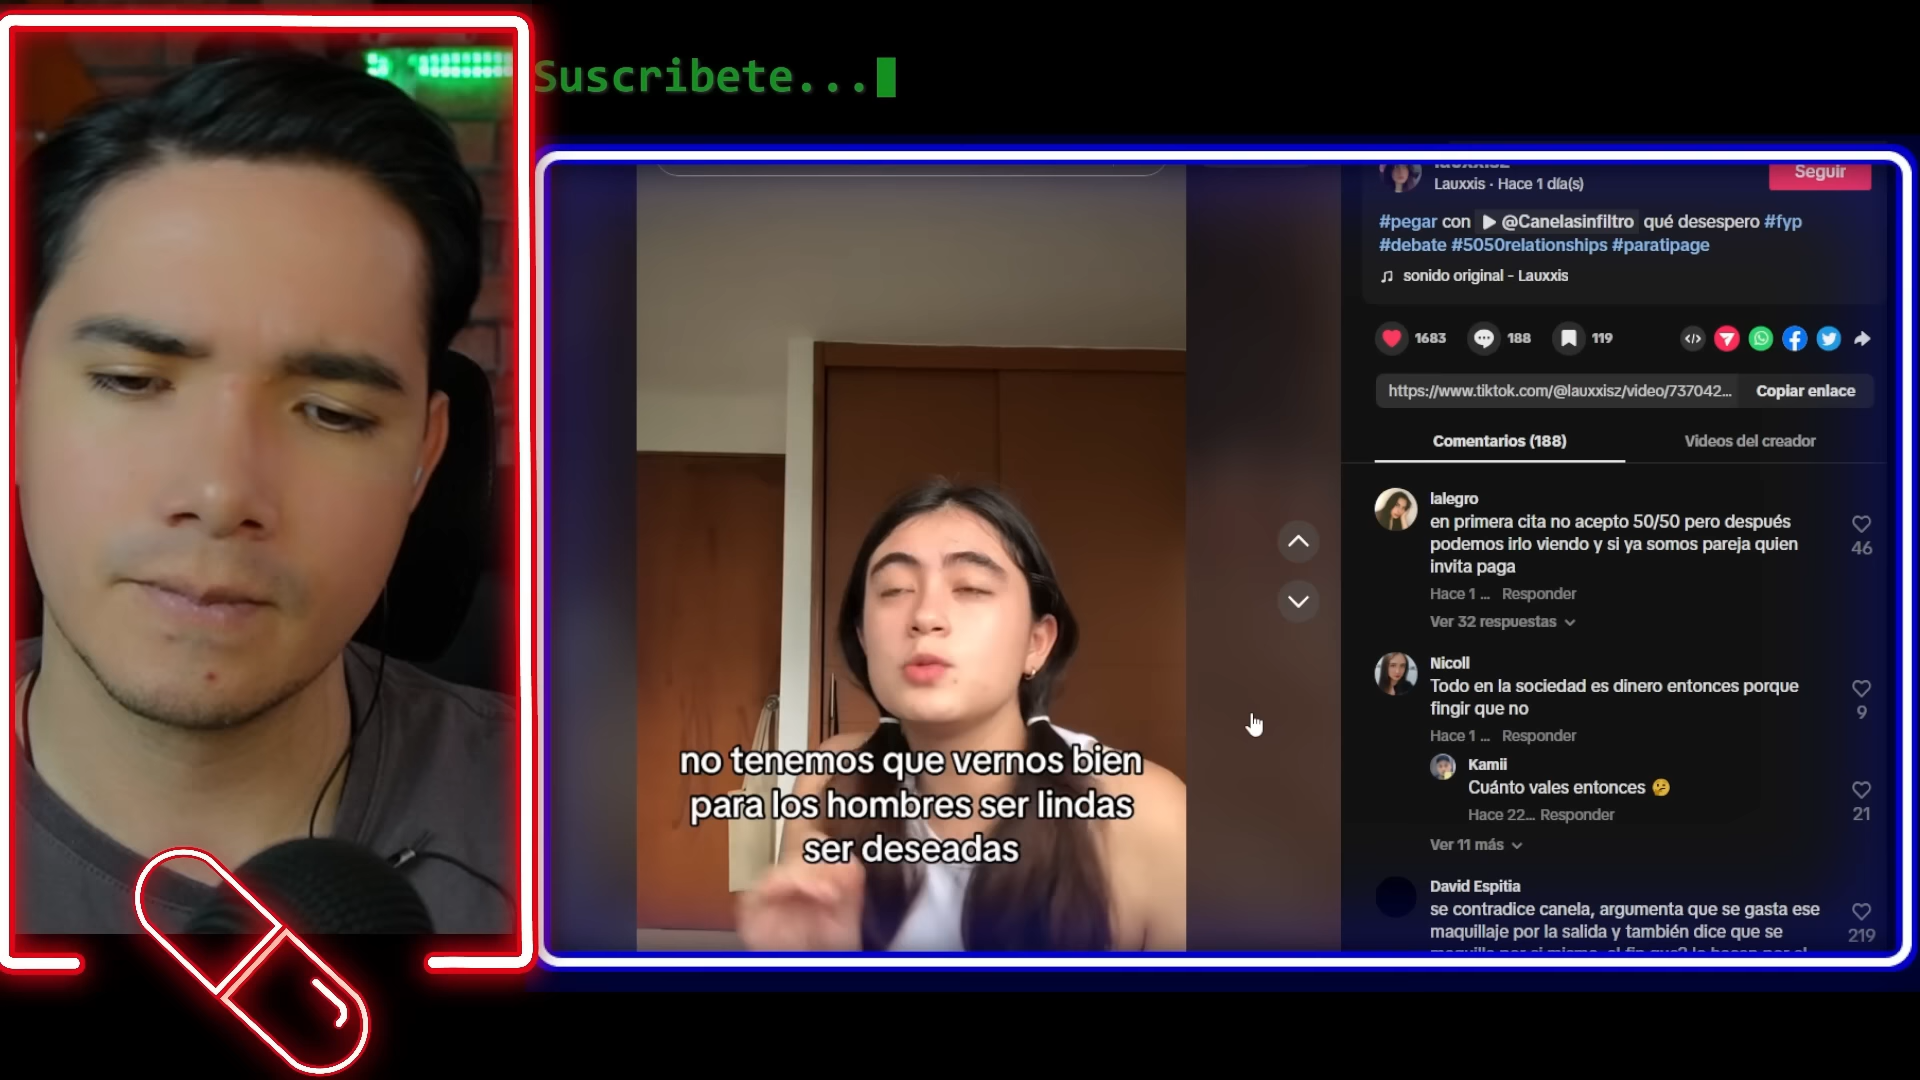 Suscribete...
Lauxxis · Hace 1 día(s)
Seguir
#pegar con ▶ @Canelasinfiltro qué desespero #fyp
#debate #5050relationships #paratipage
sonido original - Lauxxis
1683
188
119
https://www.tiktok.com/@lauxxisz/video/737042...
Copiar enlace
Comentarios (188)
Videos del creador
lalegro
en primera cita no acepto 50/50 pero después
podemos irlo viendo y si ya somos pareja quien
invita paga
46
Hace 1 ... Responder
Ver 32 respuestas
Nicoll
Todo en la sociedad es dinero entonces porque
fingir que no
9
Hace 1 ... Responder
Kamii
Cuánto vales entonces 🤔
21
Hace 22... Responder
Ver 11 más
David Espitia
se contradice canela, argumenta que se gasta ese
maquillaje por la salida y también dice que se
219
no tenemos que vernos bien
para los hombres ser lindas
ser deseadas